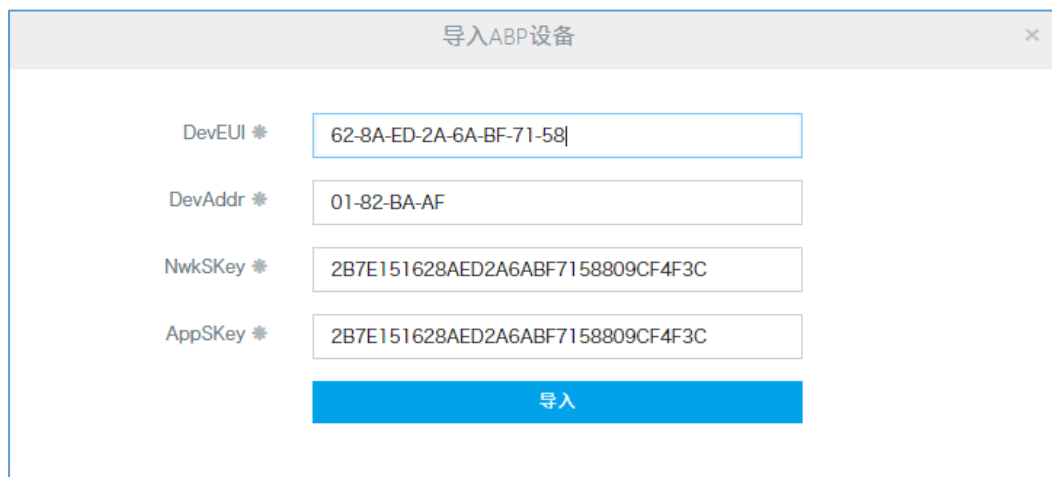 导入ABP设备 ×
DevEUI * 62-8A-ED-2A-6A-BF-71-58
DevAddr * 01-82-BA-AF
NwkSKey * 2B7E151628AED2A6ABF7158809CF4F3C
AppSKey * 2B7E151628AED2A6ABF7158809CF4F3C
导入